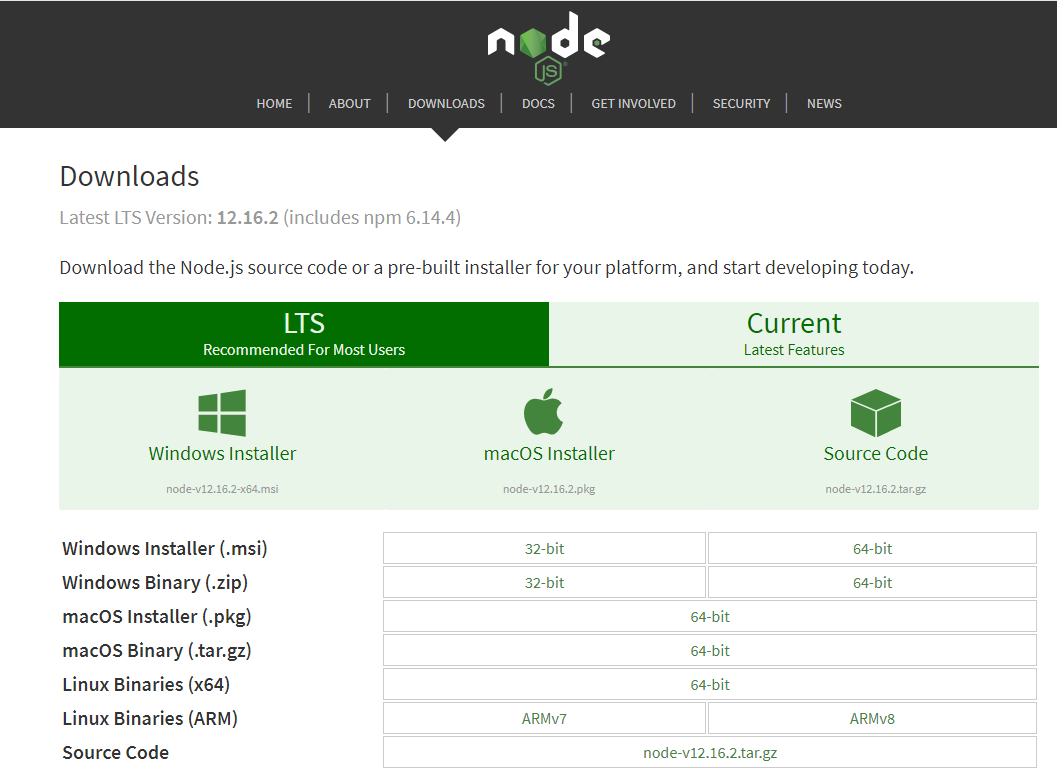 node
JS
HOME ABOUT DOWNLOADS DOCS GET INVOLVED SECURITY NEWS
Downloads
Latest LTS Version: 12.16.2 (includes npm 6.14.4)
Download the Node.js source code or a pre-built installer for your platform, and start developing today.
LTS
Recommended For Most Users
Current
Latest Features
Windows Installer
node-v12.16.2-x64.msi
macOS Installer
node-v12.16.2.pkg
Source Code
node-v12.16.2.tar.gz
Windows Installer (.msi) 32-bit 64-bit
Windows Binary (.zip) 32-bit 64-bit
macOS Installer (.pkg) 64-bit
macOS Binary (.tar.gz) 64-bit
Linux Binaries (x64) 64-bit
Linux Binaries (ARM) ARMv7 ARMv8
Source Code node-v12.16.2.tar.gz